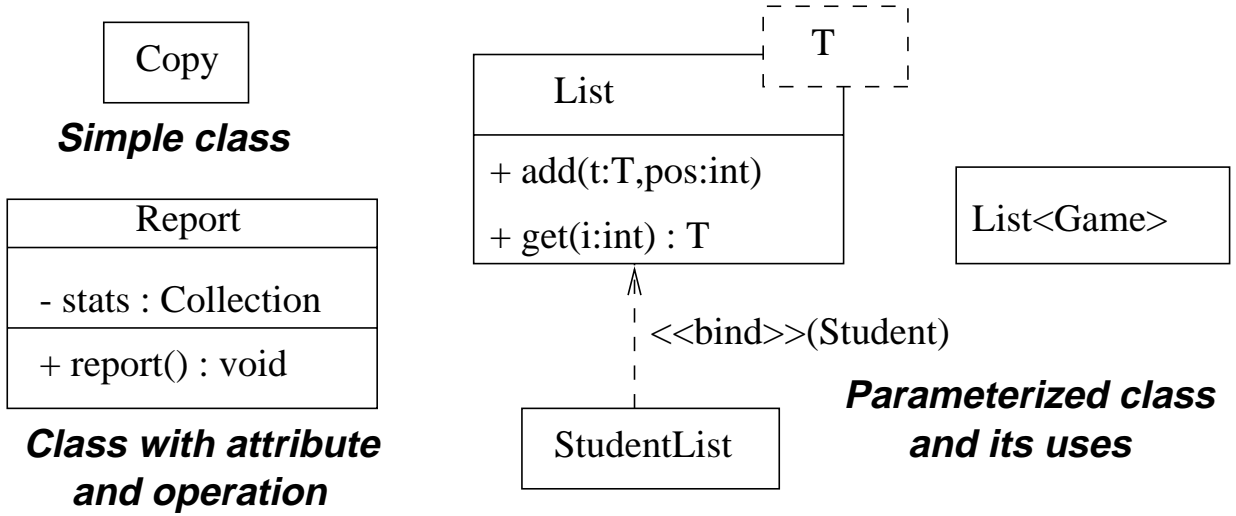 Copy
Simple class
Report
- stats : Collection
+ report() : void
Class with attribute
and operation
T
List
+ add(t:T,pos:int)
+ get(i:int) : T
<<bind>>(Student)
StudentList
List<Game>
Parameterized class
and its uses